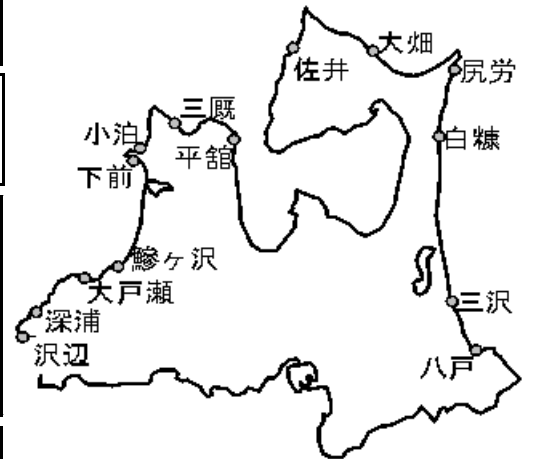 大畑
佐井
尻労
三厩
小泊
白糠
平舘
下前
鰺ヶ沢
大戸瀬
三沢
深浦
沢辺
八戸